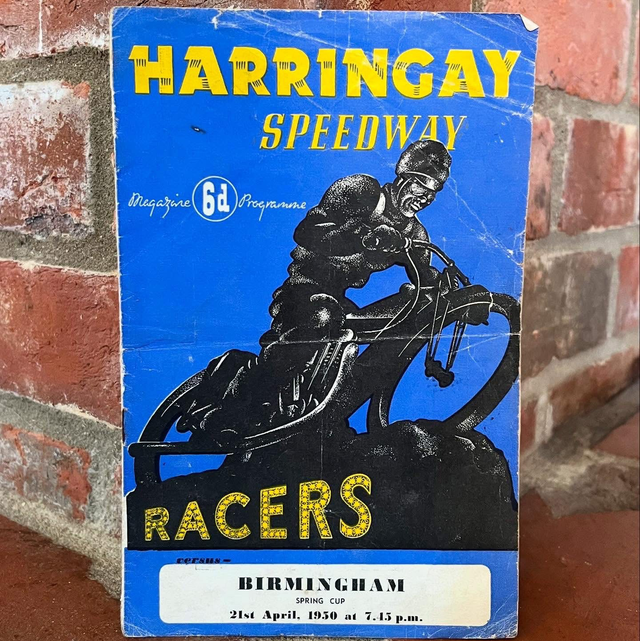 HARRINGAY
SPEEDWAY
Magazine 6d Programme
RACERS
versus–
BIRMINGHAM
SPRING CUP
21st April, 1950 at 7.45 p.m.